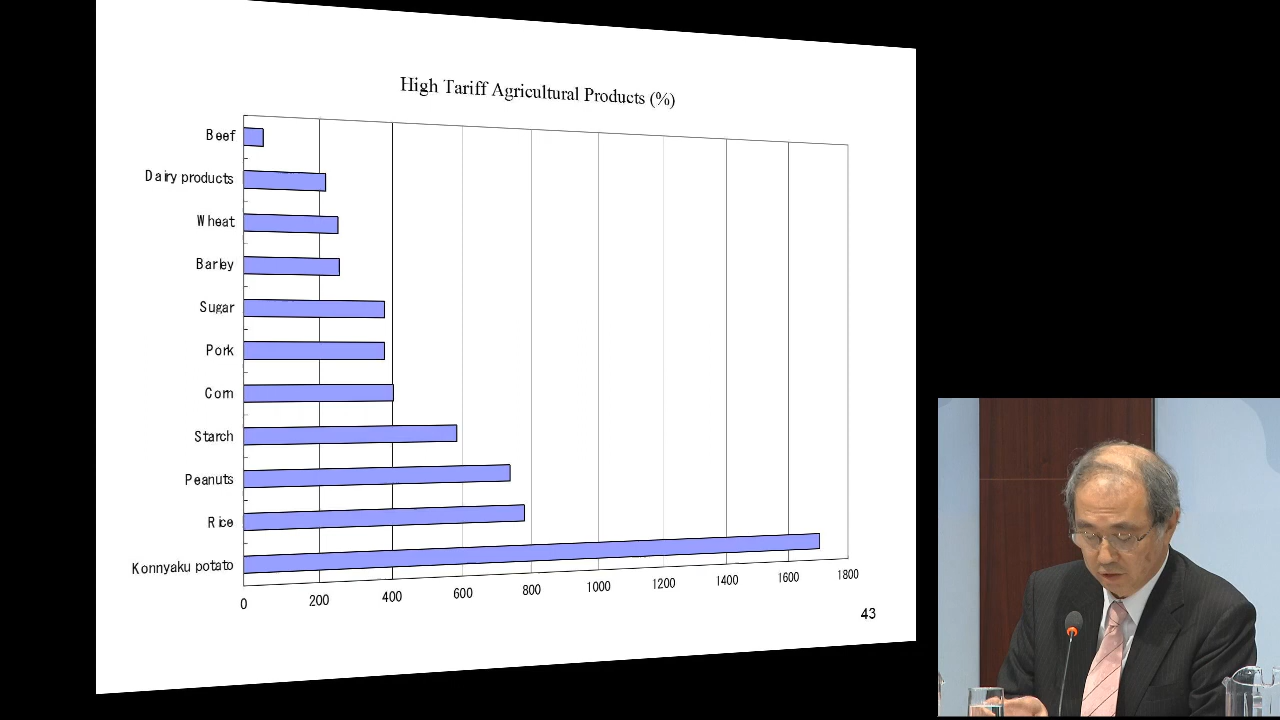 High Tariff Agricultural Products (%)
Beef
Dairy products
Wheat
Barley
Sugar
Pork
Corn
Starch
Peanuts
Rice
Konnyaku potato
0 200 400 600 800 1000 1200 1400 1600 1800
43